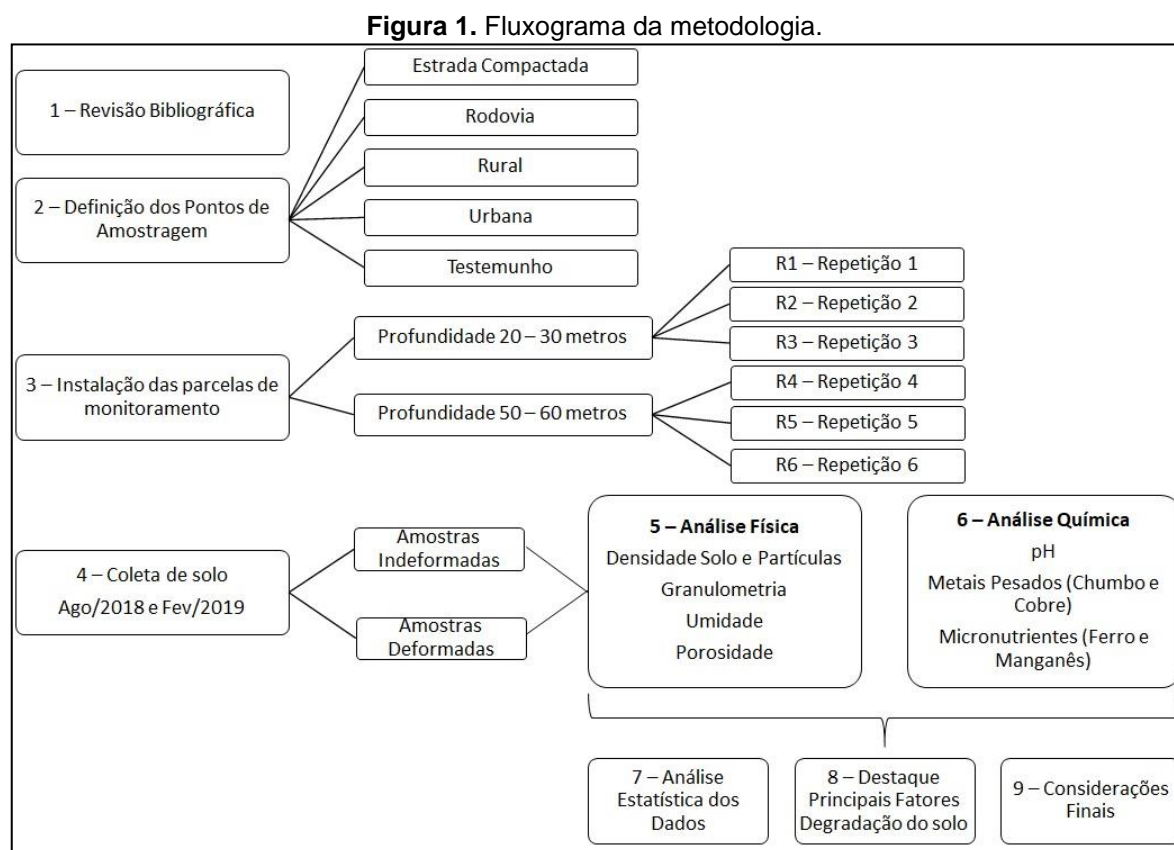 Figura 1. Fluxograma da metodologia.
1 – Revisão Bibliográfica
2 – Definição dos Pontos de
Amostragem
Estrada Compactada
Rodovia
Rural
Urbana
Testemunho
3 – Instalação das parcelas de
monitoramento
Profundidade 20 – 30 metros
Profundidade 50 – 60 metros
R1 – Repetição 1
R2 – Repetição 2
R3 – Repetição 3
R4 – Repetição 4
R5 – Repetição 5
R6 – Repetição 6
4 – Coleta de solo
Ago/2018 e Fev/2019
Amostras
Indeformadas
Amostras
Deformadas
5 – Análise Física
Densidade Solo e Partículas
Granulometria
Umidade
Porosidade
6 – Análise Química
pH
Metais Pesados (Chumbo e
Cobre)
Micronutrientes (Ferro e
Manganês)
7 – Análise
Estatística dos
Dados
8 – Destaque
Principais Fatores
Degradação do solo
9 – Considerações
Finais